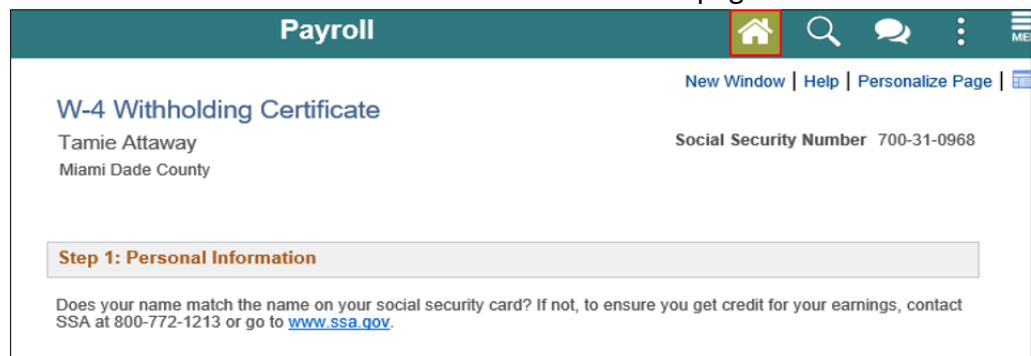 Payroll
New Window | Help | Personalize Page |
W-4 Withholding Certificate
Tamie Attaway
Social Security Number 700-31-0968
Miami Dade County
Step 1: Personal Information
Does your name match the name on your social security card? If not, to ensure you get credit for your earnings, contact
SSA at 800-772-1213 or go to www.ssa.gov.